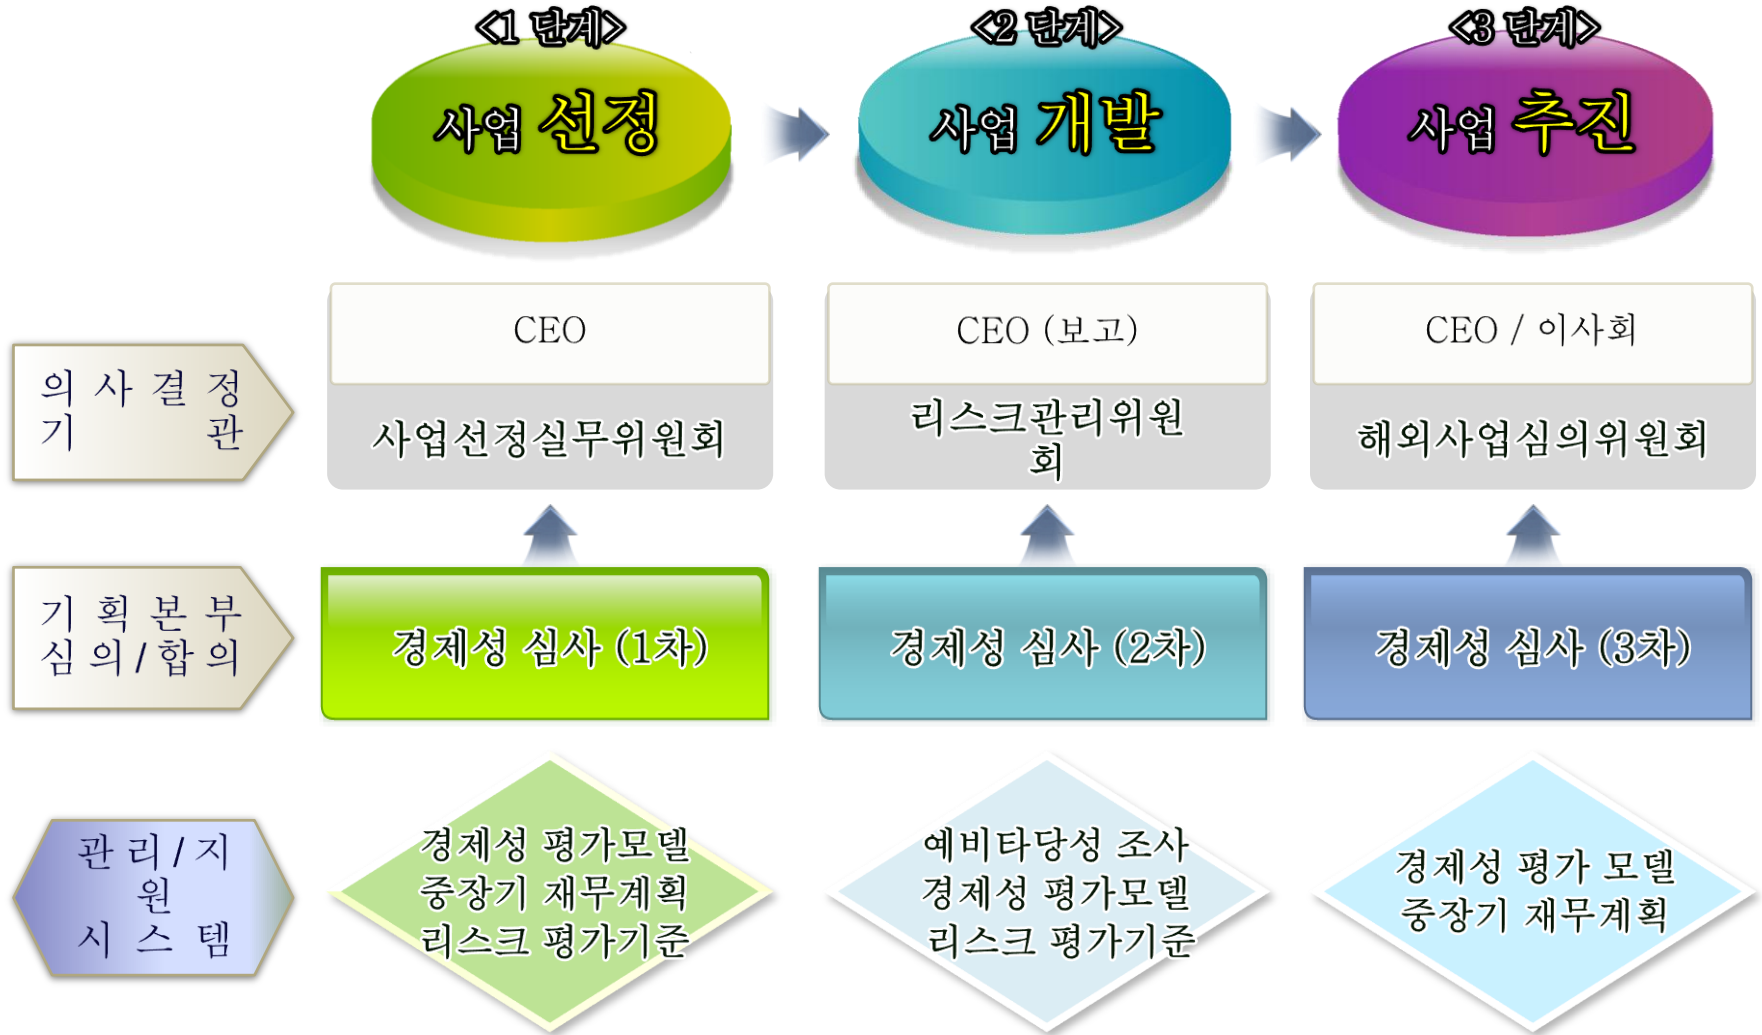 <1 단계>
사업 선정
<2 단계>
사업 개발
<3 단계>
사업 추진
의 사 결 정
기 관
CEO
사업선정실무위원회
CEO (보고)
리스크관리위원
회
CEO / 이사회
해외사업심의위원회
기 획 본 부
심 의 / 합 의
경제성 심사 (1차)
경제성 심사 (2차)
경제성 심사 (3차)
관 리 / 지
원
시 스 템
경제성 평가모델
중장기 재무계획
리스크 평가기준
예비타당성 조사
경제성 평가모델
리스크 평가기준
경제성 평가 모델
중장기 재무계획